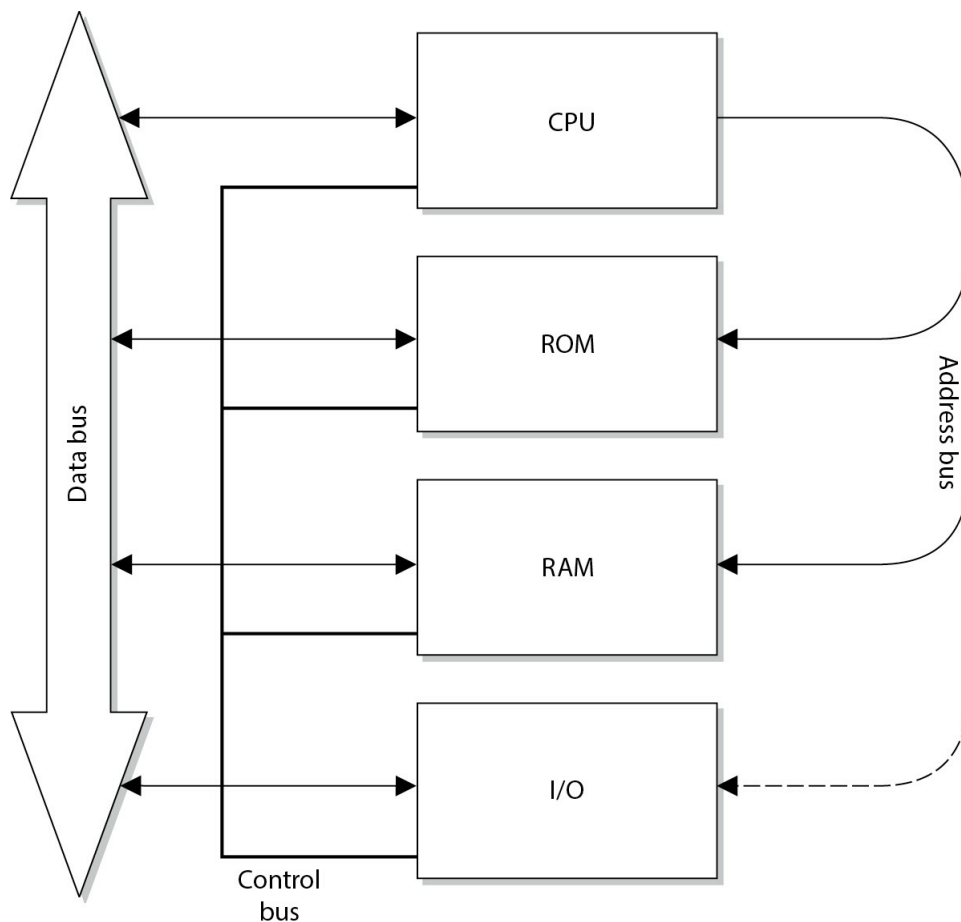 CPU
ROM
Data bus
Address bus
RAM
I/O
Control
bus